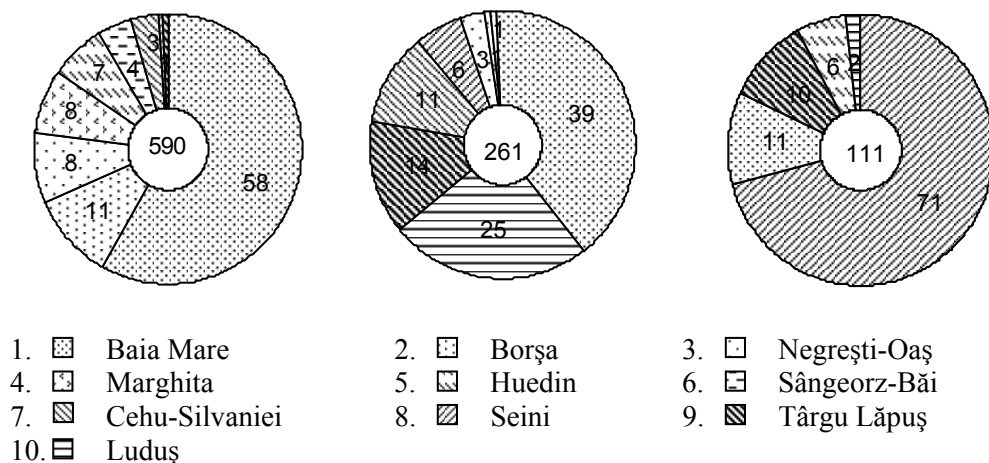 3
4
7
8
8
590
58
11
1
3
6
11
39
261
14
25
2
6
10
11
111
71
1. Baia Mare
2. Borşa
3. Negreşti-Oaş
4. Marghita
5. Huedin
6. Sângeorz-Băi
7. Cehu-Silvaniei
8. Seini
9. Târgu Lăpuş
10. Luduş